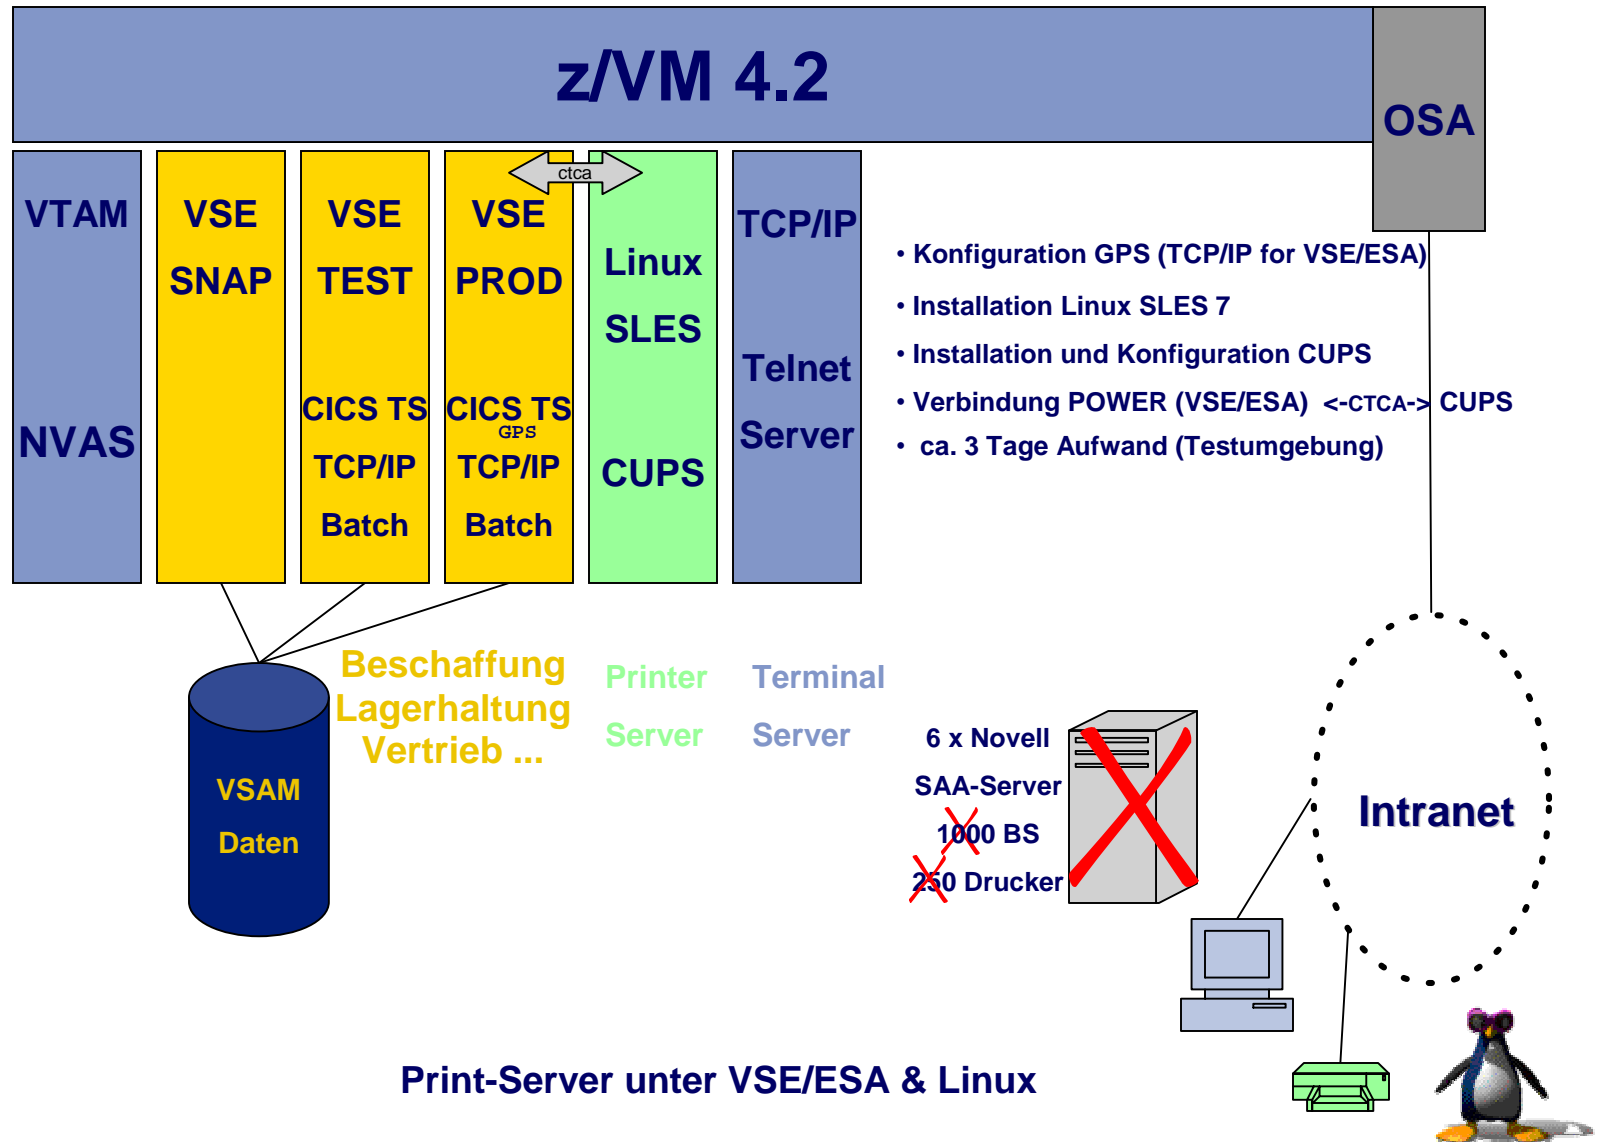 z/VM 4.2
OSA
VTAM
NVAS
VSE
SNAP
VSE
TEST
CICS TS
TCP/IP
Batch
VSE
PROD
CICS TS
GPS
TCP/IP
Batch
ctca
Linux
SLES
CUPS
TCP/IP
Telnet
Server
• Konfiguration GPS (TCP/IP for VSE/ESA)
• Installation Linux SLES 7
• Installation und Konfiguration CUPS
• Verbindung POWER (VSE/ESA) <-CTCA-> CUPS
• ca. 3 Tage Aufwand (Testumgebung)
VSAM
Daten
Beschaffung
Lagerhaltung
Vertrieb ...
Printer
Server
Terminal
Server
6 x Novell
SAA-Server
1000 BS
250 Drucker
Intranet
Print-Server unter VSE/ESA & Linux